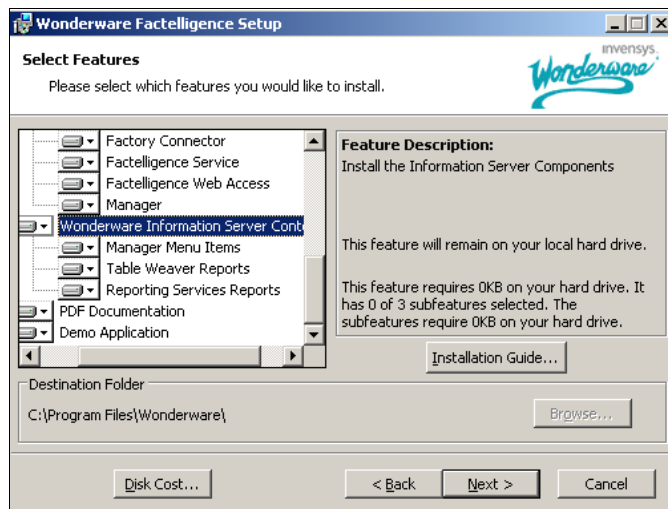 Wonderware Factelligence Setup
Select Features
Please select which features you would like to install.
invensys
Wonderware
Factory Connector
Factelligence Service
Factelligence Web Access
Manager
Wonderware Information Server Cont
Manager Menu Items
Table Weaver Reports
Reporting Services Reports
PDF Documentation
Demo Application
Feature Description:
Install the Information Server Components
This feature will remain on your local hard drive.
This feature requires 0KB on your hard drive. It
has 0 of 3 subfeatures selected. The
subfeatures require 0KB on your hard drive.
Installation Guide...
Destination Folder
C:\Program Files\Wonderware\
Browse...
Disk Cost...
< Back
Next >
Cancel